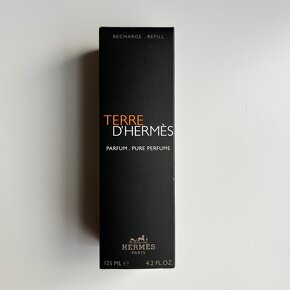 RECHARGE . REFILL
TERRE
D'HERMÈS
PARFUM . PURE PERFUME
HERMÈS
PARIS
125 ML ℮ 4.2 FL.OZ.